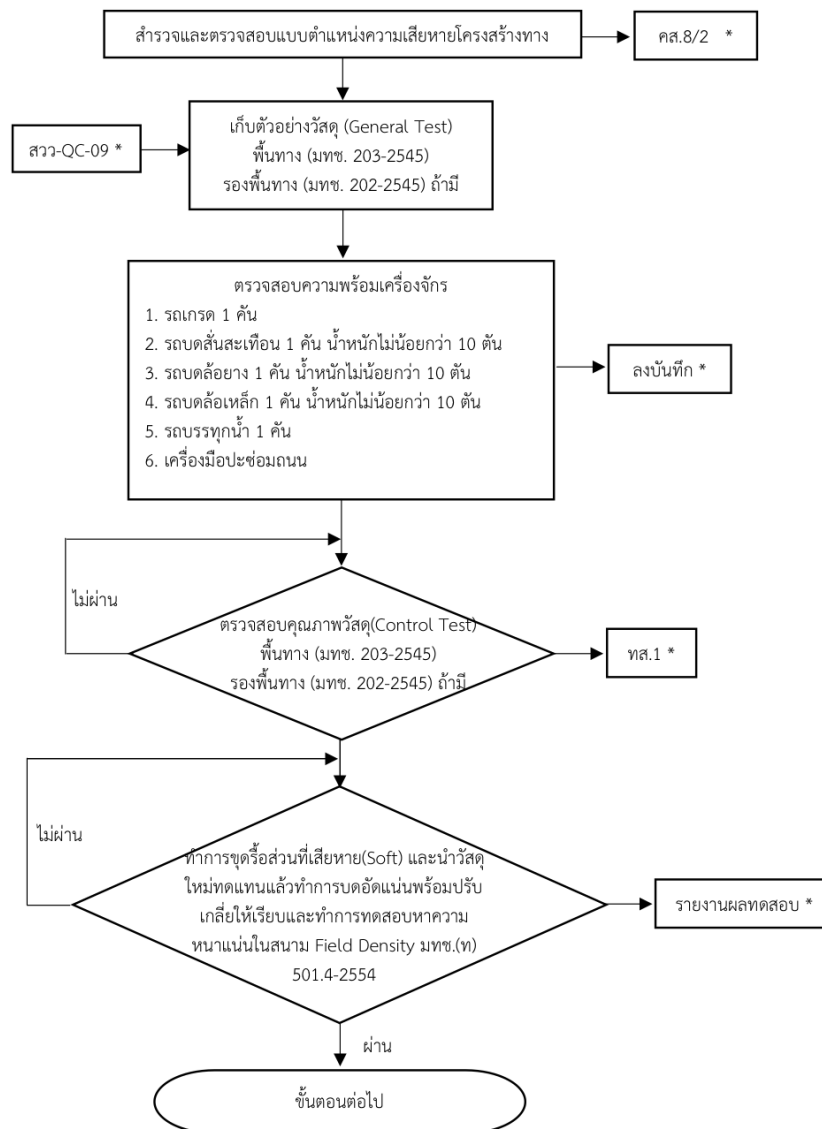 สำรวจและตรวจสอบแบบตำแหน่งความเสียหายโครงสร้างทาง
คส.8/2 *
สวว-QC-09 *
เก็บตัวอย่างวัสดุ (General Test)
พื้นทาง (มทช. 203-2545)
รองพื้นทาง (มทช. 202-2545) ถ้ามี
ตรวจสอบความพร้อมเครื่องจักร
1. รถเกรด 1 คัน
2. รถบดสั่นสะเทือน 1 คัน น้ำหนักไม่น้อยกว่า 10 ตัน
3. รถบดล้อยาง 1 คัน น้ำหนักไม่น้อยกว่า 10 ตัน
4. รถบดล้อเหล็ก 1 คัน น้ำหนักไม่น้อยกว่า 10 ตัน
5. รถบรรทุกน้ำ 1 คัน
6. เครื่องมือปะซ่อมถนน
ลงบันทึก *
ไม่ผ่าน
ตรวจสอบคุณภาพวัสดุ(Control Test)
พื้นทาง (มทช. 203-2545)
รองพื้นทาง (มทช. 202-2545) ถ้ามี
ทส.1 *
ไม่ผ่าน
ทำการขุดรื้อส่วนที่เสียหาย(Soft) และนำวัสดุ
ใหม่ทดแทนแล้วทำการบดอัดแน่นพร้อมปรับ
เกลี่ยให้เรียบและทำการทดสอบหาความ
หนาแน่นในสนาม Field Density มทช.(ท)
501.4-2554
รายงานผลทดสอบ *
ผ่าน
ขั้นตอนต่อไป